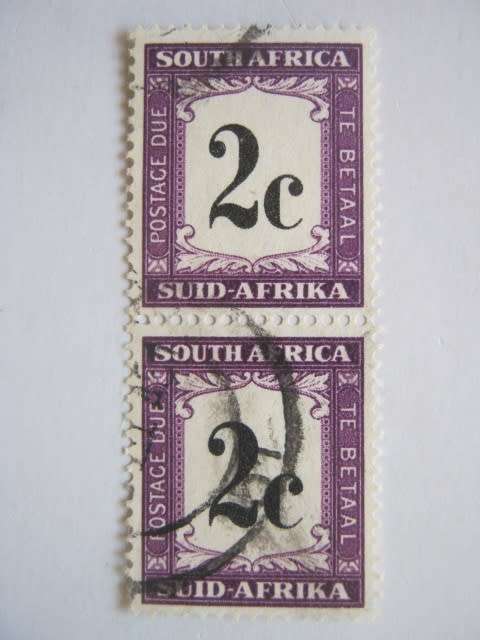 SOUTH AFRICA
POSTAGE DUE
2c
TE BETAAL
SUID-AFRIKA
SOUTH AFRICA
POSTAGE DUE
2c
TE BETAAL
SUID-AFRIKA